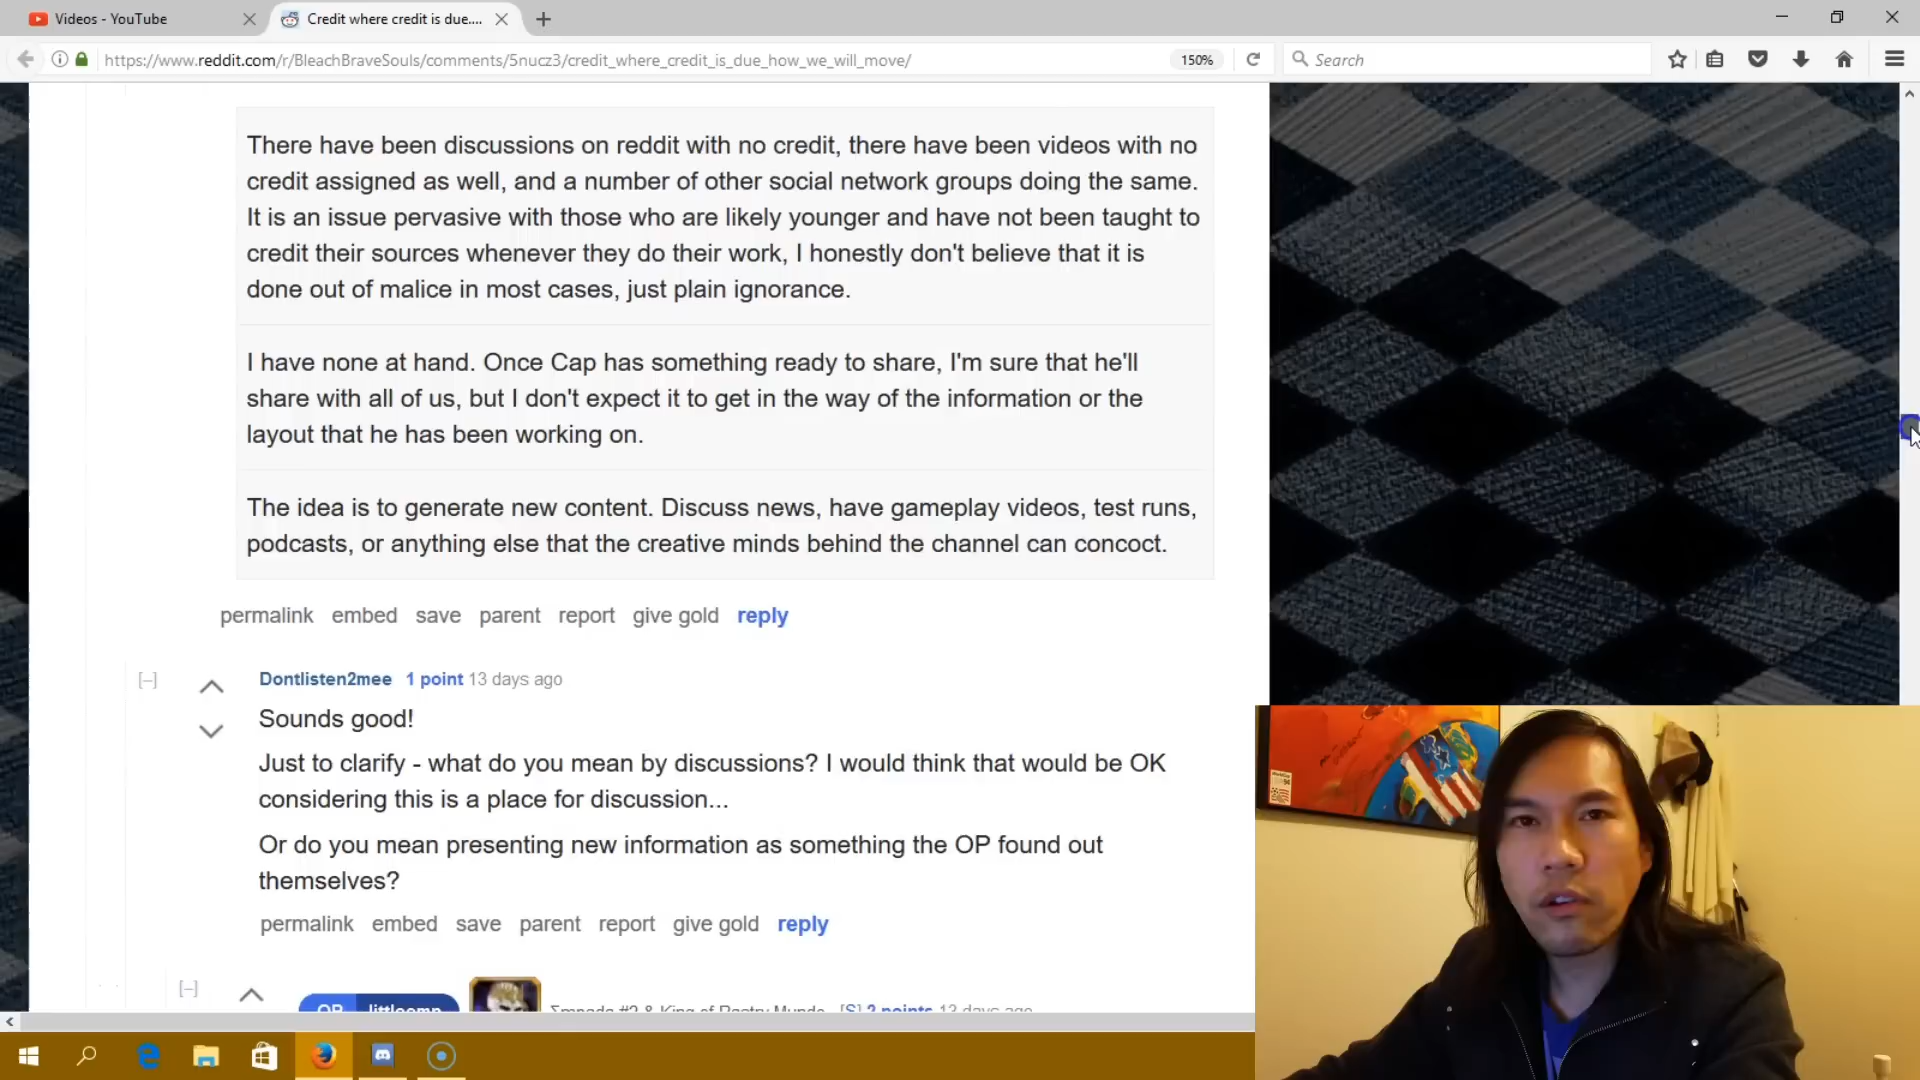 Videos - YouTube
Credit where credit is due....
https://www.reddit.com/r/BleachBraveSouls/comments/5nucz3/credit_where_credit_is_due_how_we_will_move/
150%
Search
There have been discussions on reddit with no credit, there have been videos with no
credit assigned as well, and a number of other social network groups doing the same.
It is an issue pervasive with those who are likely younger and have not been taught to
credit their sources whenever they do their work, I honestly don't believe that it is
done out of malice in most cases, just plain ignorance.
I have none at hand. Once Cap has something ready to share, I'm sure that he'll
share with all of us, but I don't expect it to get in the way of the information or the
layout that he has been working on.
The idea is to generate new content. Discuss news, have gameplay videos, test runs,
podcasts, or anything else that the creative minds behind the channel can concoct.
permalink embed save parent report give gold reply
[–] Dontlisten2mee 1 point 13 days ago
Sounds good!
Just to clarify - what do you mean by discussions? I would think that would be OK
considering this is a place for discussion...
Or do you mean presenting new information as something the OP found out
themselves?
permalink embed save parent report give gold reply
[–] OP [S] 2 points 13 days ago